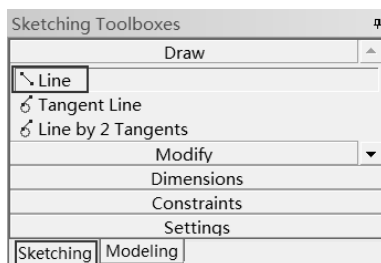 Sketching Toolboxes
Draw
Line
Tangent Line
Line by 2 Tangents
Modify
Dimensions
Constraints
Settings
Sketching Modeling